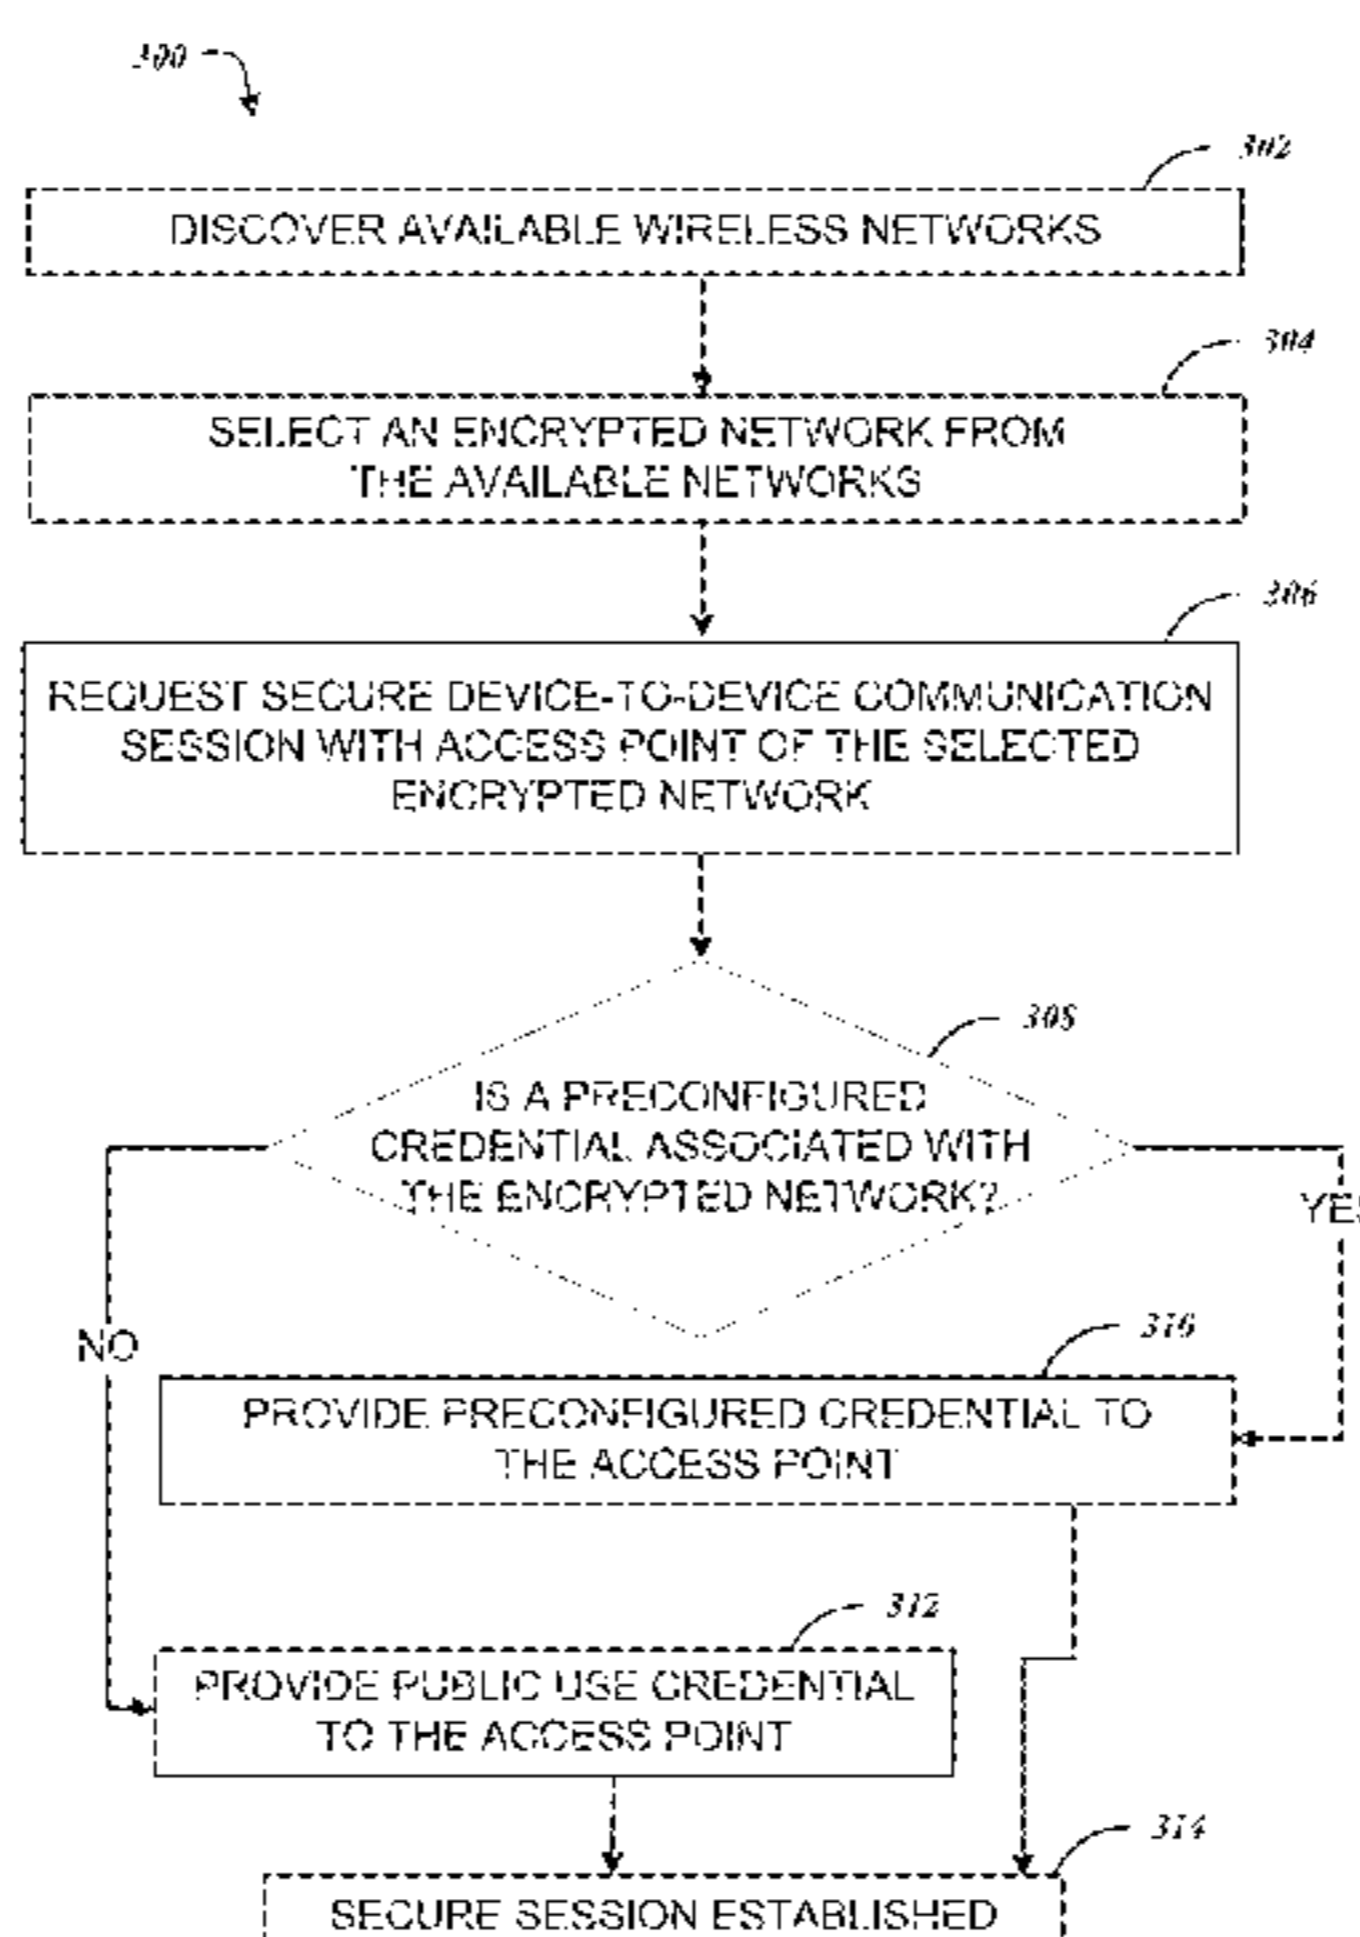 300
302
DISCOVER AVAILABLE WIRELESS NETWORKS
304
SELECT AN ENCRYPTED NETWORK FROM
THE AVAILABLE NETWORKS
306
REQUEST SECURE DEVICE-TO-DEVICE COMMUNICATION
SESSION WITH ACCESS POINT OF THE SELECTED
ENCRYPTED NETWORK
308
IS A PRECONFIGURED
CREDENTIAL ASSOCIATED WITH
THE ENCRYPTED NETWORK?
YES
NO
310
PROVIDE PRECONFIGURED CREDENTIAL TO
THE ACCESS POINT
312
PROVIDE PUBLIC USE CREDENTIAL
TO THE ACCESS POINT
314
SECURE SESSION ESTABLISHED